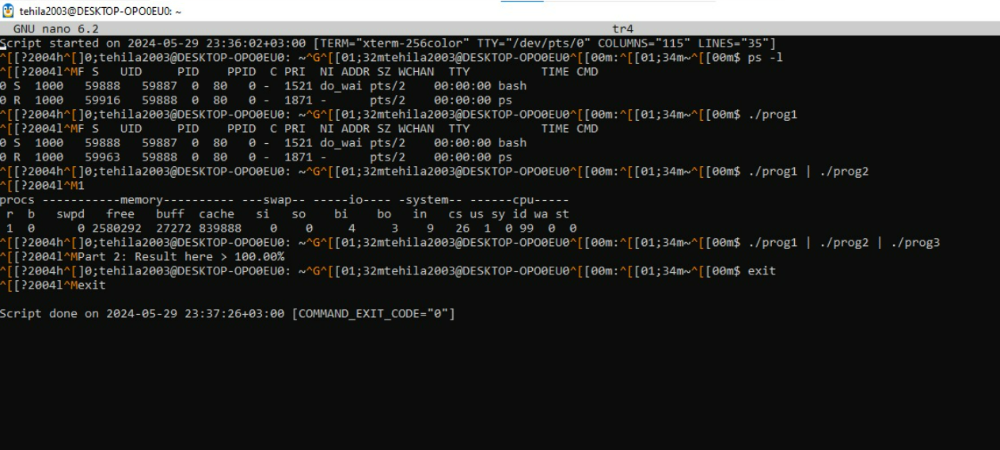 tehila2003@DESKTOP-OPO0EU0: ~
GNU nano 6.2 tr4
Script started on 2024-05-29 23:36:02+03:00 [TERM="xterm-256color" TTY="/dev/pts/0" COLUMNS="115" LINES="35"]
^[[?2004h^[]0;tehila2003@DESKTOP-OPO0EU0: ~^G^[[01;32mtehila2003@DESKTOP-OPO0EU0^[[00m:^[[01;34m~^[[00m$ ps -l
^[[?2004l^MF S   UID     PID    PPID  C PRI  NI ADDR SZ WCHAN  TTY          TIME CMD
0 S  1000   59888   59887  0  80   0 -  1521 do_wai pts/2    00:00:00 bash
0 R  1000   59916   59888  0  80   0 -  1871 -      pts/2    00:00:00 ps
^[[?2004h^[]0;tehila2003@DESKTOP-OPO0EU0: ~^G^[[01;32mtehila2003@DESKTOP-OPO0EU0^[[00m:^[[01;34m~^[[00m$ ./prog1
^[[?2004l^MF S   UID     PID    PPID  C PRI  NI ADDR SZ WCHAN  TTY          TIME CMD
0 S  1000   59888   59887  0  80   0 -  1521 do_wai pts/2    00:00:00 bash
0 R  1000   59963   59888  0  80   0 -  1871 -      pts/2    00:00:00 ps
^[[?2004h^[]0;tehila2003@DESKTOP-OPO0EU0: ~^G^[[01;32mtehila2003@DESKTOP-OPO0EU0^[[00m:^[[01;34m~^[[00m$ ./prog1 | ./prog2
^[[?2004l^M1
procs -----------memory---------- ---swap-- -----io---- -system-- ------cpu-----
 r  b   swpd   free   buff  cache   si   so    bi    bo   in   cs us sy id wa st
 1  0      0 2580292  27272 839888    0    0     4     3    9   26  1  0 99  0  0
^[[?2004h^[]0;tehila2003@DESKTOP-OPO0EU0: ~^G^[[01;32mtehila2003@DESKTOP-OPO0EU0^[[00m:^[[01;34m~^[[00m$ ./prog1 | ./prog2 | ./prog3
^[[?2004l^MPart 2: Result here > 100.00%
^[[?2004h^[]0;tehila2003@DESKTOP-OPO0EU0: ~^G^[[01;32mtehila2003@DESKTOP-OPO0EU0^[[00m:^[[01;34m~^[[00m$ exit
^[[?2004l^Mexit
Script done on 2024-05-29 23:37:26+03:00 [COMMAND_EXIT_CODE="0"]